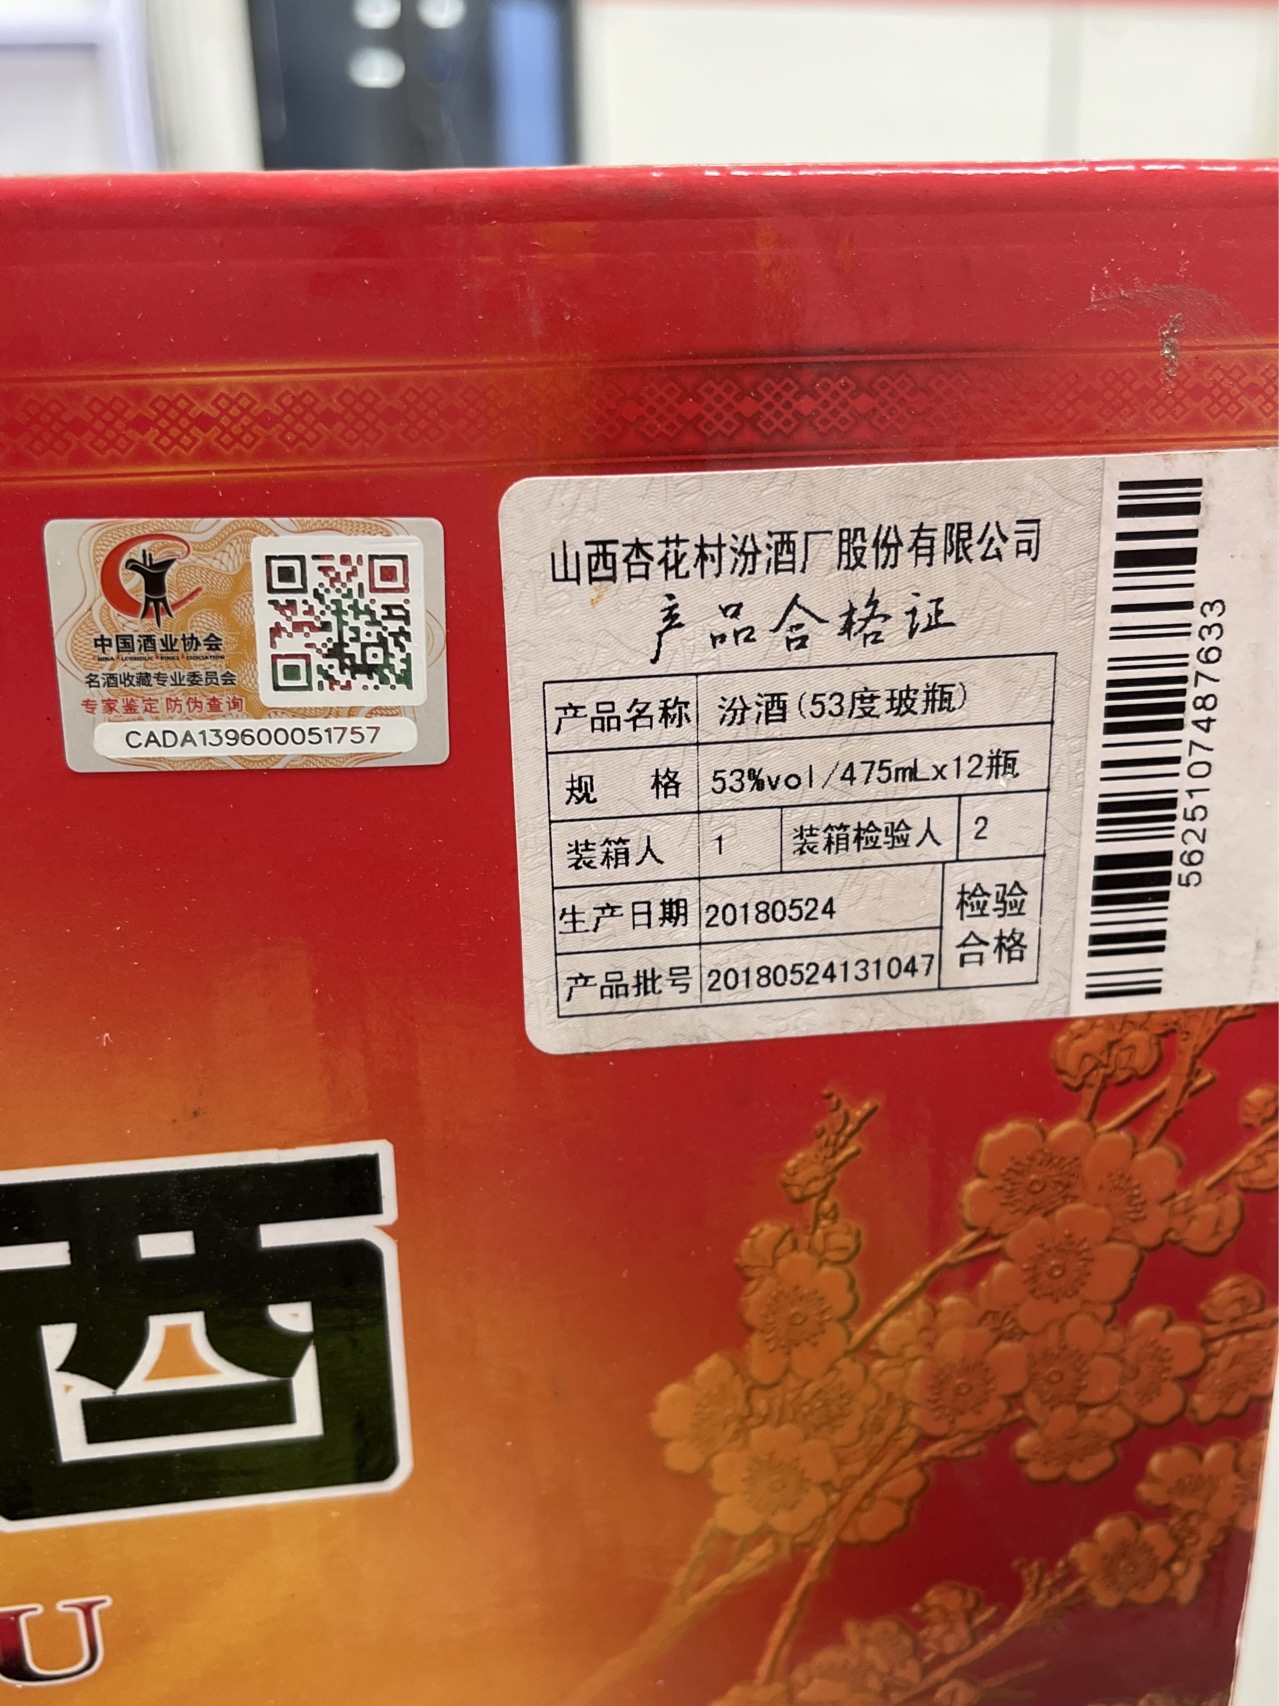 中国酒业协会
名酒收藏专业委员会
专家鉴定 防伪查询
CADA139600051757
山西杏花村汾酒厂股份有限公司
产品合格证
产品名称 汾酒(53度玻瓶)
规 格 53%vol/475mLx12瓶
装箱人 1 装箱检验人 2
生产日期 20180524 检验
产品批号 20180524131047 合格
5625107487633
酒
U